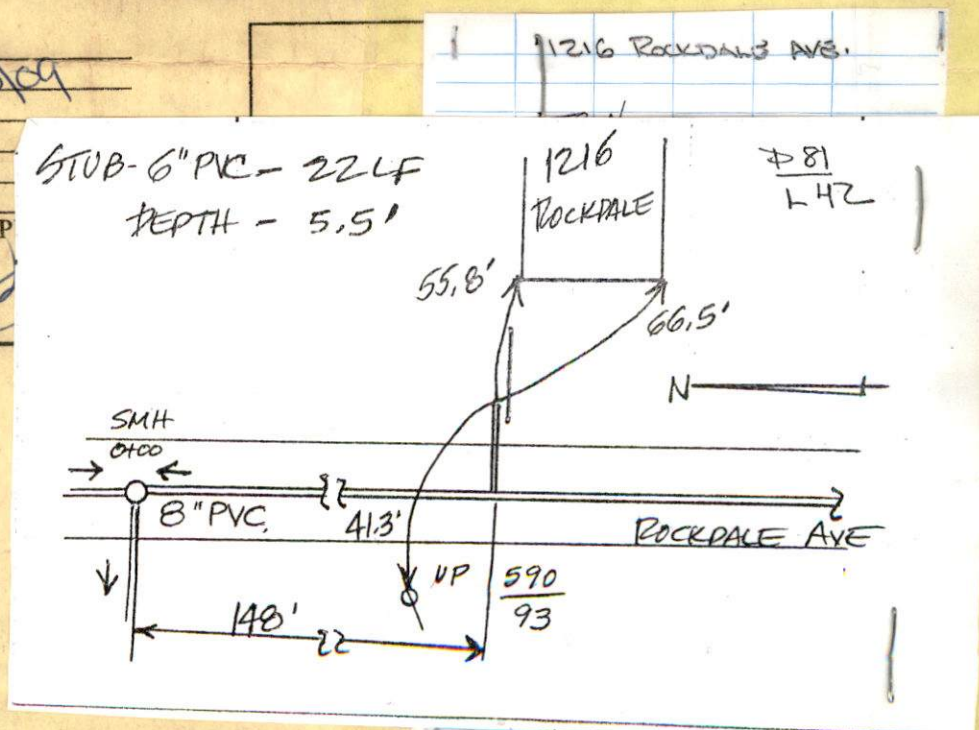 1216 ROCKDALE AVE.
STUB-6" PVC - 22 LF
DEPTH - 5.5'
1216
ROCKDALE
P 81
L 42
55.8'
66.5'
N
SMH
0+00
8" PVC
41.3'
ROCKDALE AVE
UP
590
93
148'
P